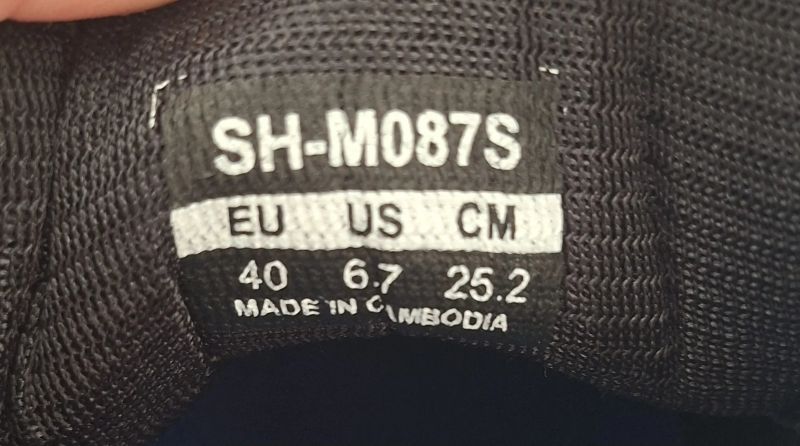 SH-M087S
EU US CM
40 6.7 25.2
MADE IN CAMBODIA